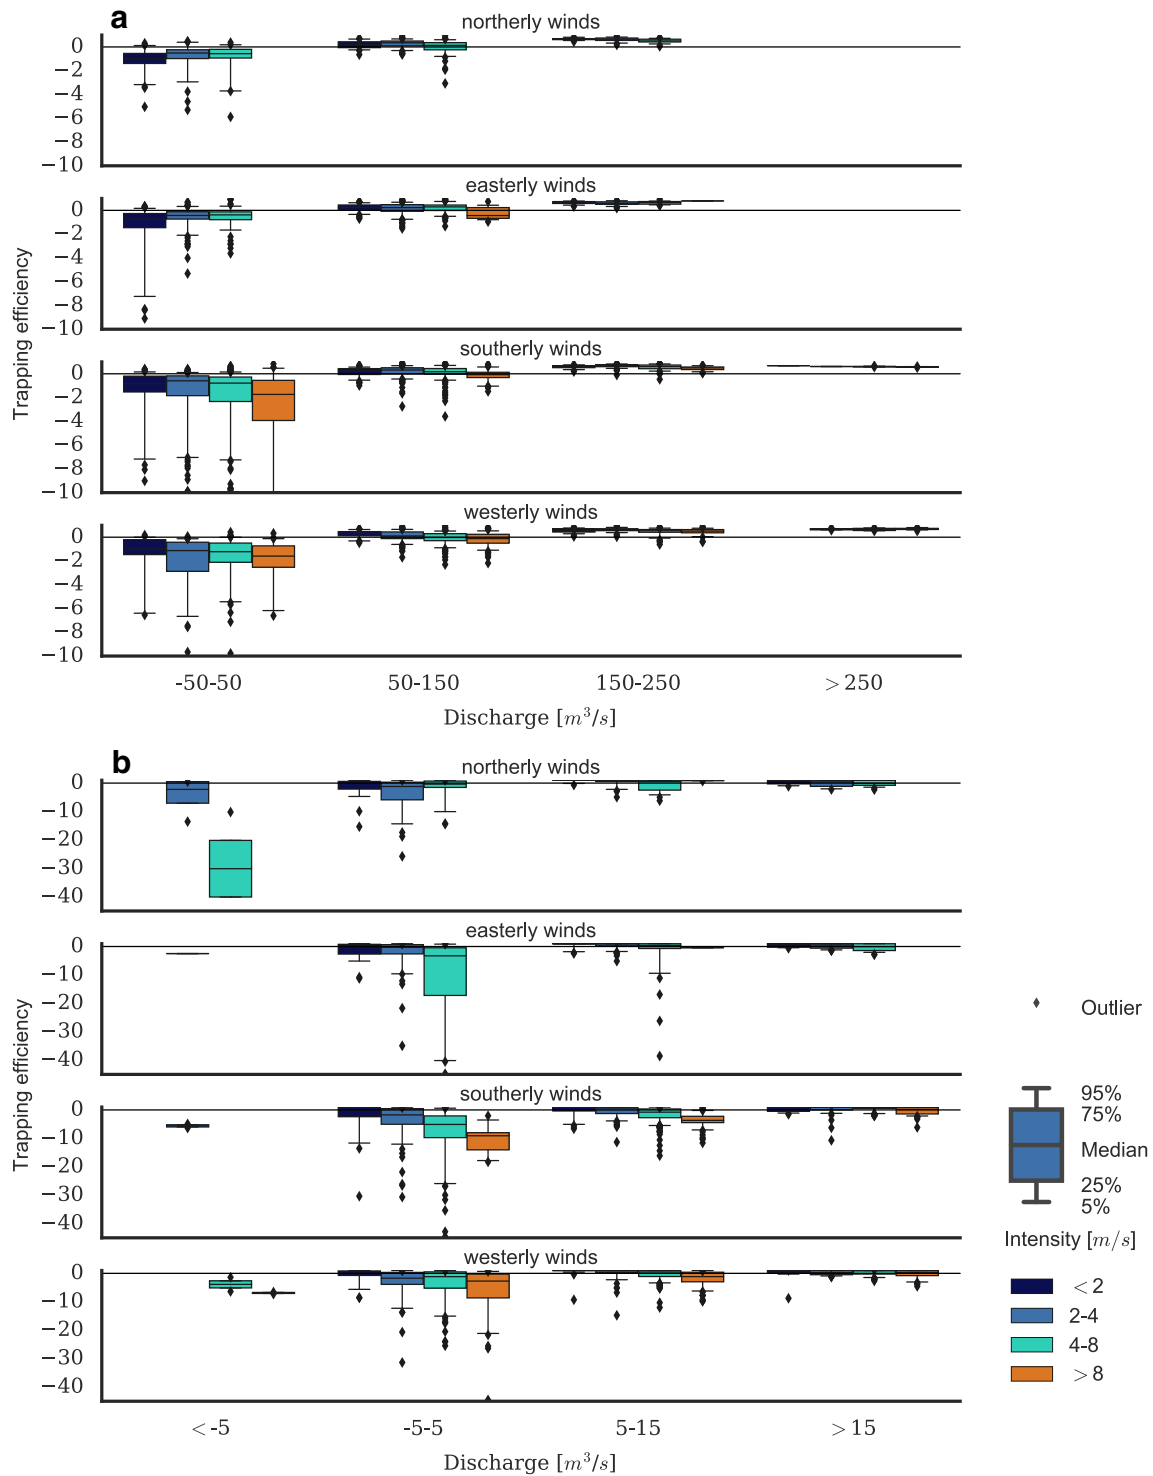 a
northerly winds
0
−2
−4
−6
−8
−10
easterly winds
0
−2
−4
−6
−8
−10
southerly winds
0
−2
−4
−6
−8
−10
westerly winds
0
−2
−4
−6
−8
−10
Trapping efficiency
-50-50 50-150 150-250 >250
Discharge [m³/s]
b
northerly winds
0
−10
−20
−30
−40
easterly winds
0
−10
−20
−30
−40
southerly winds
0
−10
−20
−30
−40
westerly winds
0
−10
−20
−30
−40
Trapping efficiency
<-5 -5-5 5-15 >15
Discharge [m³/s]
Outlier
95%
75%
Median
25%
5%
Intensity [m/s]
<2
2-4
4-8
>8